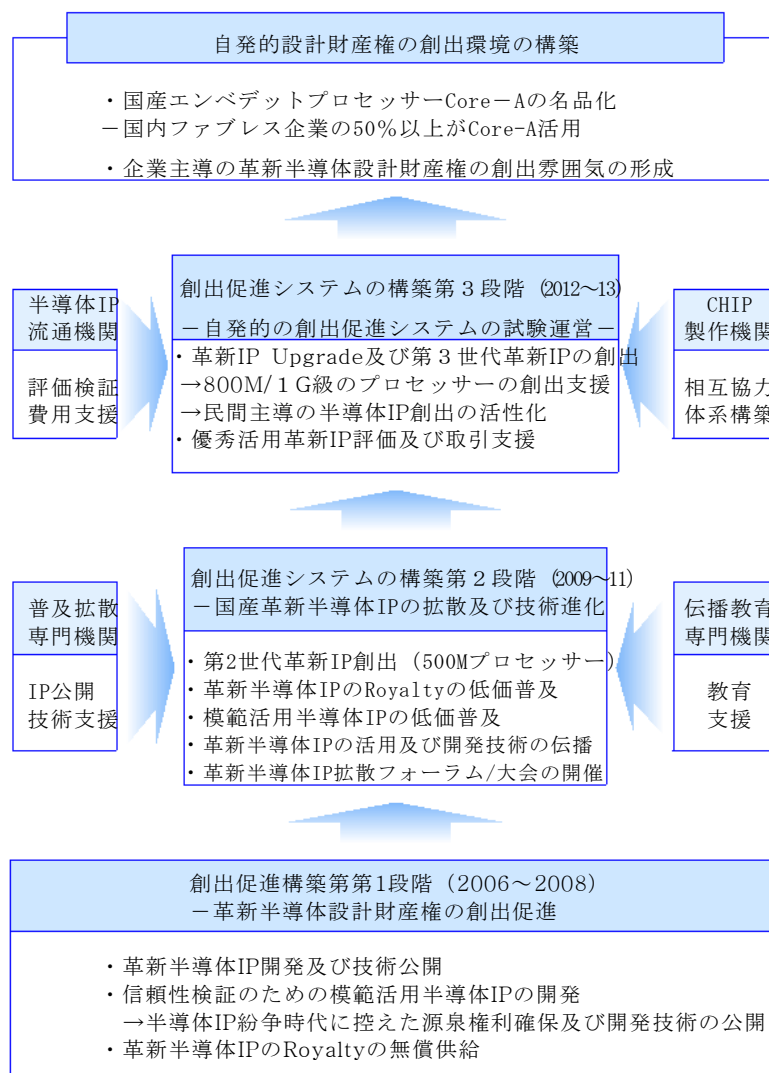 自発的設計財産権の創出環境の構築
・国産エンベデットプロセッサーCore－Aの名品化
－国内ファブレス企業の50％以上がCore-A活用
・企業主導の革新半導体設計財産権の創出雰囲気の形成
半導体IP
流通機関
評価検証
費用支援
創出促進システムの構築第３段階 (2012～13)
－自発的の創出促進システムの試験運営－
・革新IP Upgrade及び第３世代革新IPの創出
→800M/１G級のプロセッサーの創出支援
→民間主導の半導体IP創出の活性化
・優秀活用革新IP評価及び取引支援
CHIP
製作機関
相互協力
体系構築
普及拡散
専門機関
IP公開
技術支援
創出促進システムの構築第２段階 (2009～11)
－国産革新半導体IPの拡散及び技術進化
・第2世代革新IP創出（500Mプロセッサー）
・革新半導体IPのRoyaltyの低価普及
・模範活用半導体IPの低価普及
・革新半導体IPの活用及び開発技術の伝播
・革新半導体IP拡散フォーラム/大会の開催
伝播教育
専門機関
教育
支援
創出促進構築第第1段階（2006～2008）
－革新半導体設計財産権の創出促進
・革新半導体IP開発及び技術公開
・信頼性検証のための模範活用半導体IPの開発
→半導体IP紛争時代に控えた源泉権利確保及び開発技術の公開
・革新半導体IPのRoyaltyの無償供給